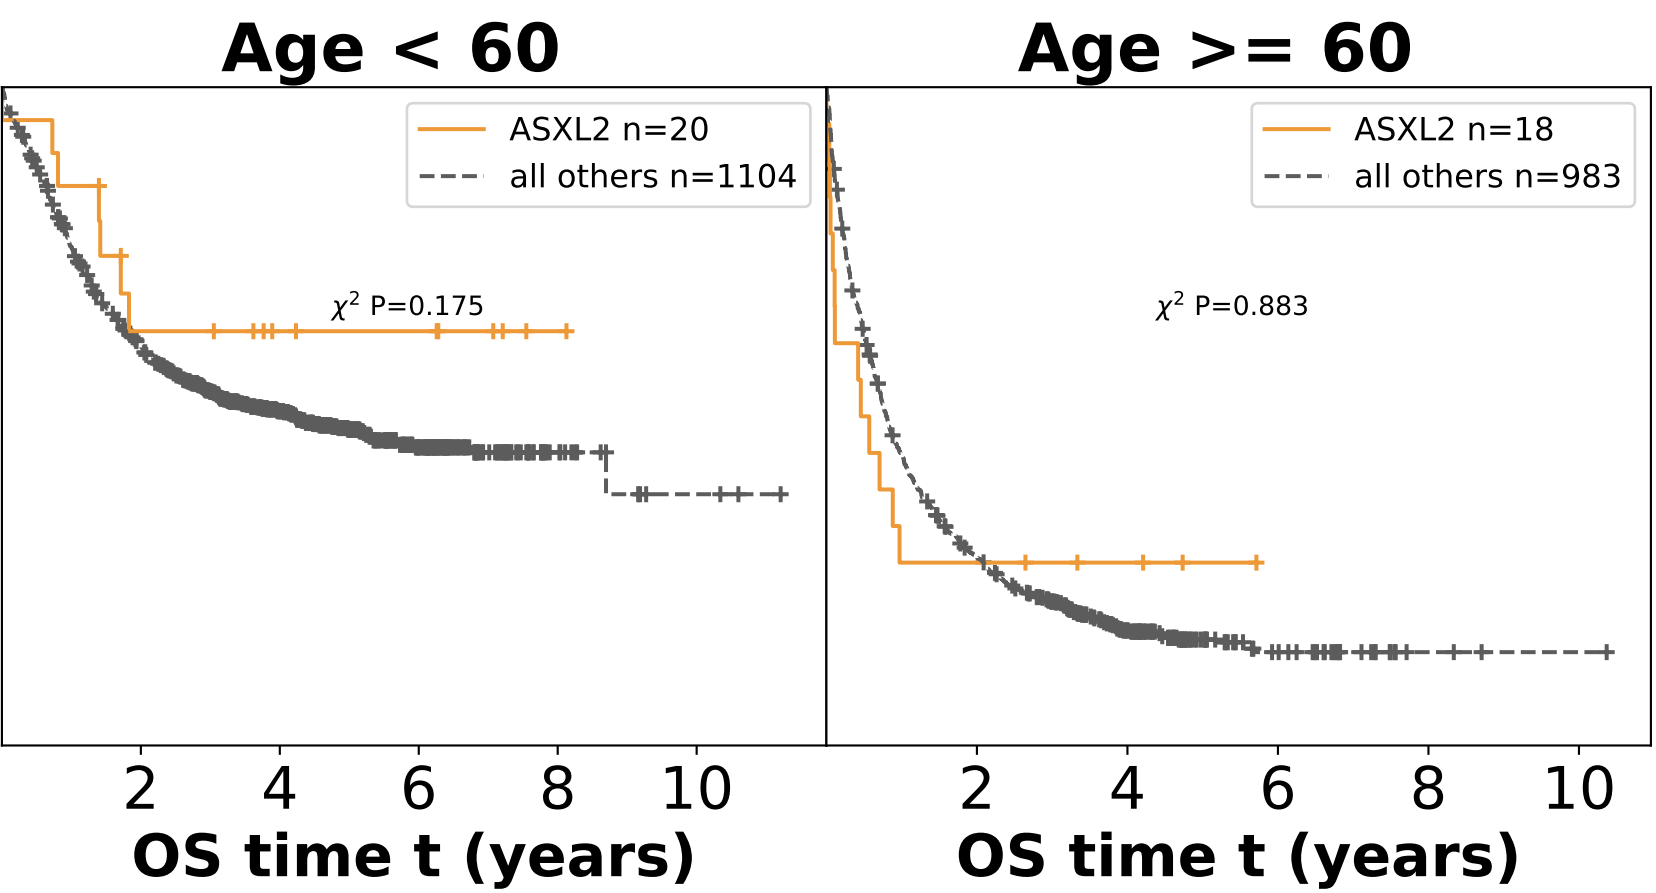 Age < 60
ASXL2 n=20
all others n=1104
χ² P=0.175
2 4 6 8 10
OS time t (years)
Age >= 60
ASXL2 n=18
all others n=983
χ² P=0.883
2 4 6 8 10
OS time t (years)